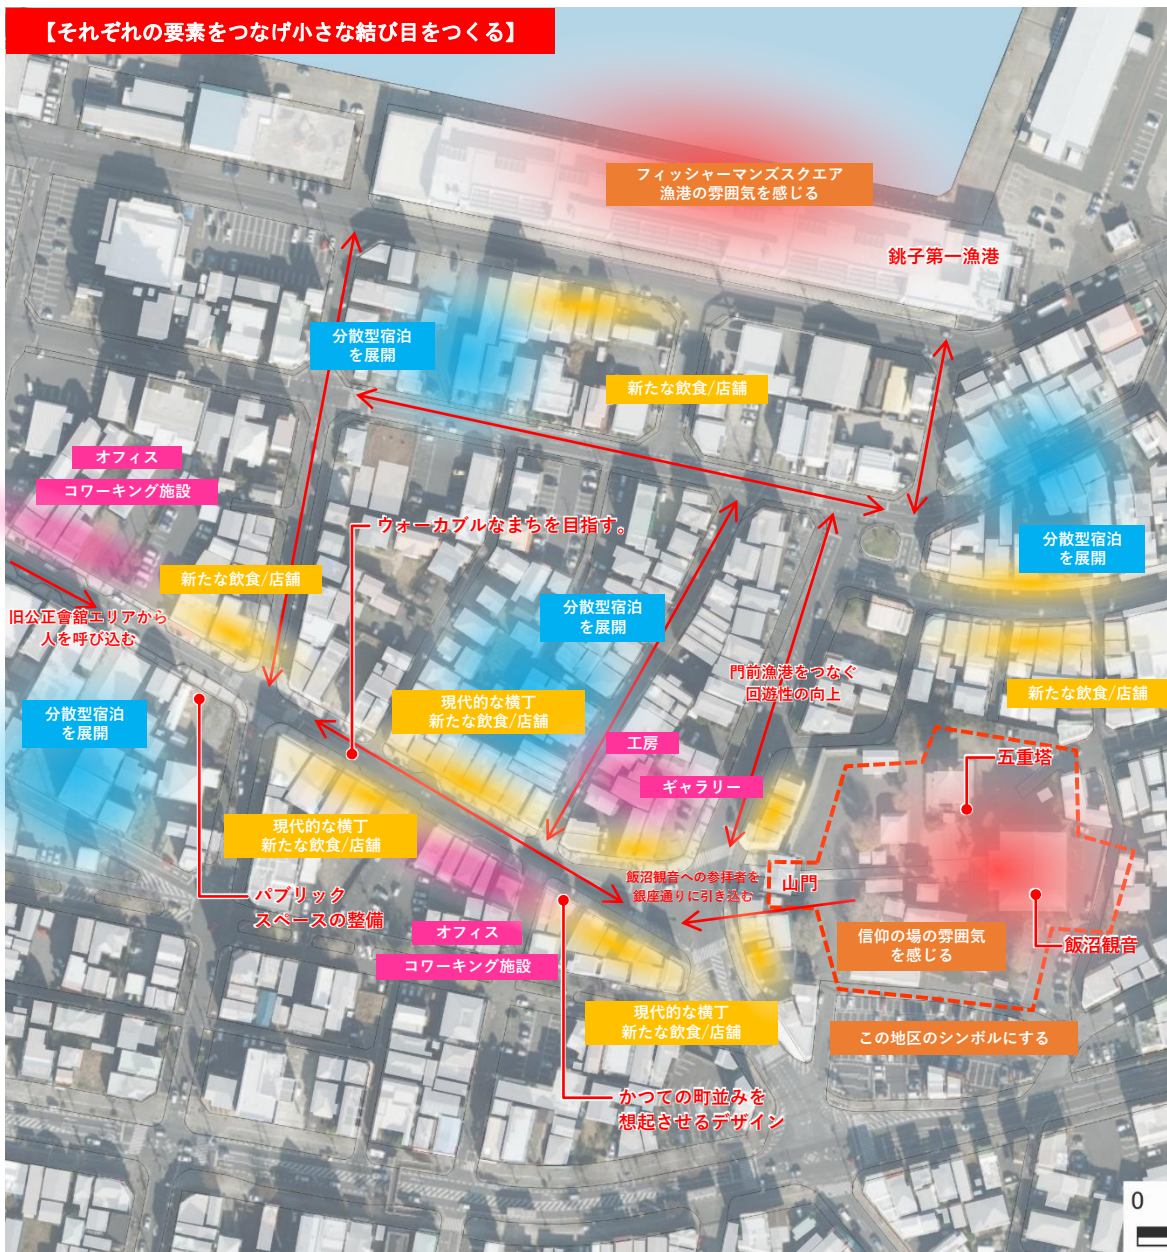 【それぞれの要素をつなげ小さな結び目をつくる】
フィッシャーマンズスクエア
漁港の雰囲気を感じる
銚子第一漁港
分散型宿泊
を展開
新たな飲食/店舗
オフィス
コワーキング施設
ウォーカブルなまちを目指す。
分散型宿泊
を展開
新たな飲食/店舗
旧公正會館エリアから
人を呼び込む
分散型宿泊
を展開
門前漁港をつなぐ
回遊性の向上
新たな飲食/店舗
分散型宿泊
を展開
現代的な横丁
新たな飲食/店舗
工房
ギャラリー
五重塔
現代的な横丁
新たな飲食/店舗
飯沼観音への参拝者を
銀座通りに引き込む
山門
パブリック
スペースの整備
オフィス
コワーキング施設
信仰の場の雰囲気
を感じる
飯沼観音
現代的な横丁
新たな飲食/店舗
この地区のシンボルにする
かつての町並みを
想起させるデザイン
0